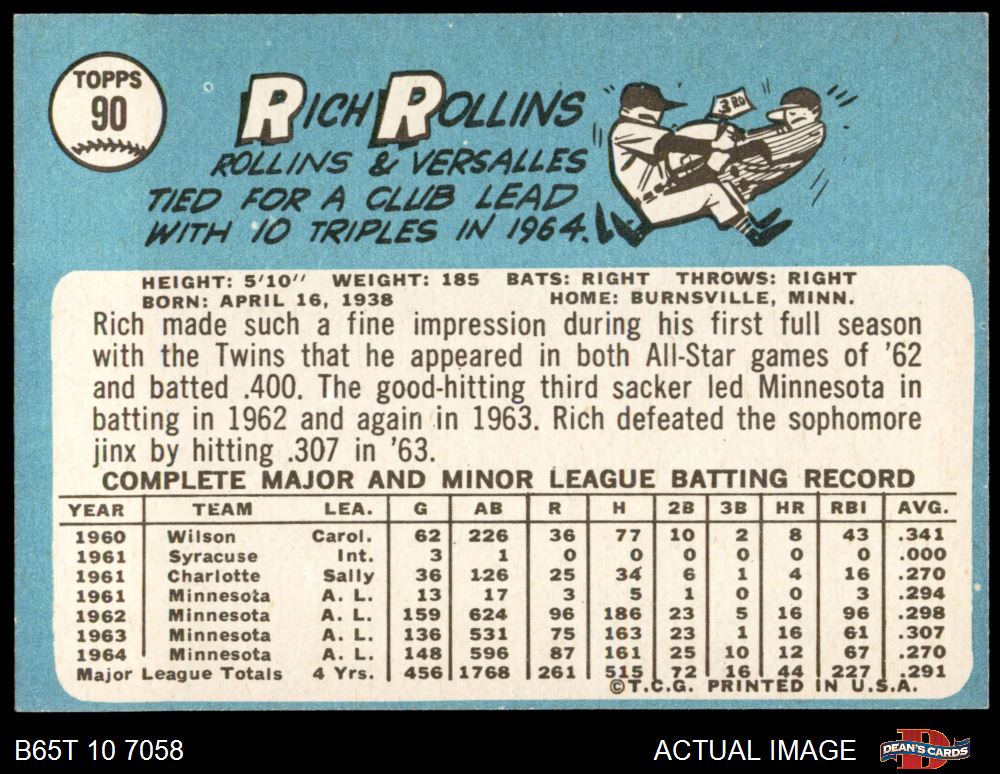 TOPPS
90
RICH ROLLINS
3RD
ROLLINS & VERSALLES
TIED FOR A CLUB LEAD
WITH 10 TRIPLES IN 1964.
HEIGHT: 5'10" WEIGHT: 185 BATS: RIGHT THROWS: RIGHT
BORN: APRIL 16, 1938 HOME: BURNSVILLE, MINN.
Rich made such a fine impression during his first full season
with the Twins that he appeared in both All-Star games of '62
and batted .400. The good-hitting third sacker led Minnesota in
batting in 1962 and again in 1963. Rich defeated the sophomore
jinx by hitting .307 in '63.
COMPLETE MAJOR AND MINOR LEAGUE BATTING RECORD
YEAR TEAM LEA. G AB R H 2B 3B HR RBI AVG.
1960 Wilson Carol. 62 226 36 77 10 2 8 43 .341
1961 Syracuse Int. 3 1 0 0 0 0 0 0 .000
1961 Charlotte Sally 36 126 25 34 6 1 4 16 .270
1961 Minnesota A. L. 13 17 3 5 1 0 0 3 .294
1962 Minnesota A. L. 159 624 96 186 23 5 16 96 .298
1963 Minnesota A. L. 136 531 75 163 23 1 16 61 .307
1964 Minnesota A. L. 148 596 87 161 25 10 12 67 .270
Major League Totals 4 Yrs. 456 1768 261 515 72 16 44 227 .291
©T.C.G. PRINTED IN U.S.A.
B65T 10 7058 ACTUAL IMAGE DEAN'S CARDS